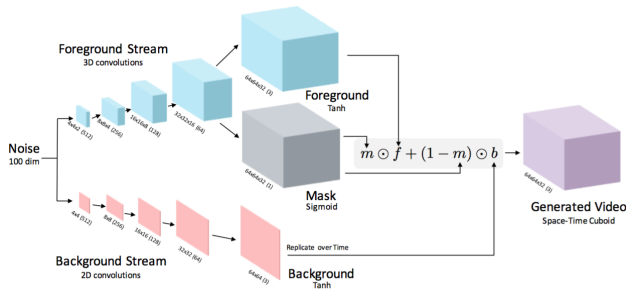 Foreground Stream
3D convolutions
64x64x32 (3)
Foreground
Tanh
32x32x16 (64)
16x16x8 (128)
8x8x4 (256)
4x4x2 (512)
Noise
100 dim
64x64x32 (1)
Mask
Sigmoid
m ⊙ f + (1 − m) ⊙ b
64x64x32 (3)
Generated Video
Space-Time Cuboid
4x4 (512)
8x8 (256)
16x16 (128)
32x32 (64)
64x64 (3)
Replicate over Time
Background Stream
2D convolutions
Background
Tanh